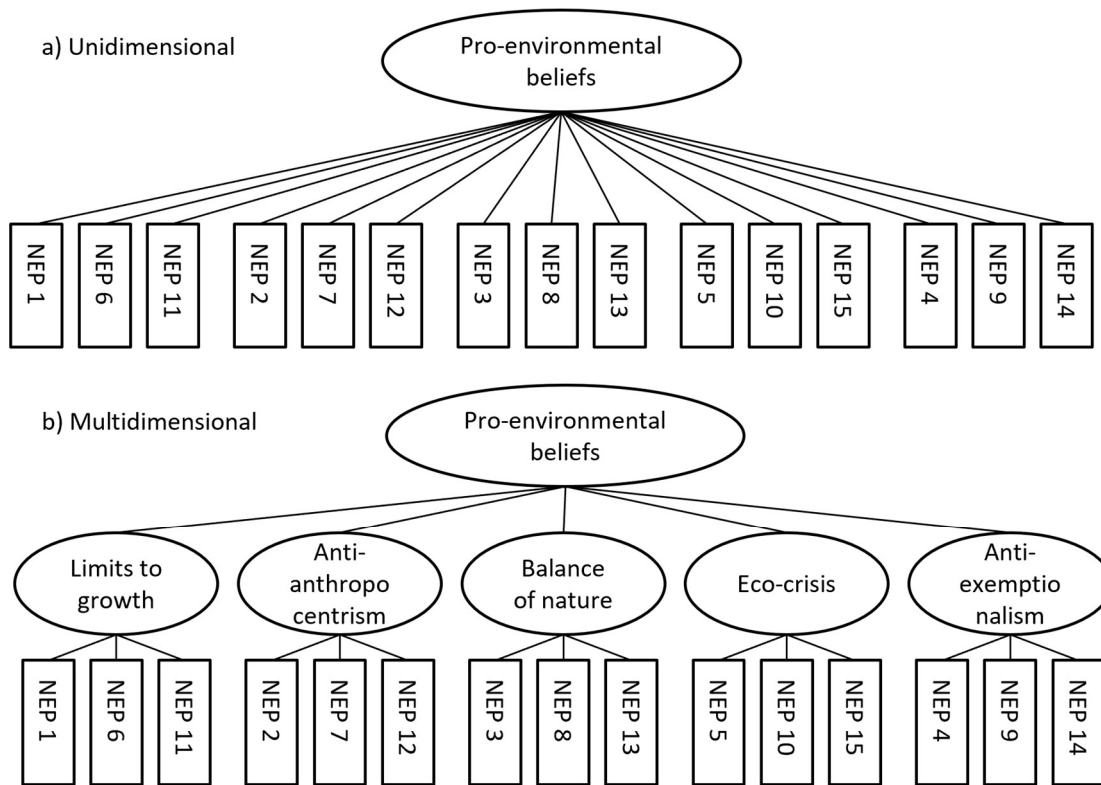 a) Unidimensional
Pro-environmental
beliefs
NEP 1
NEP 6
NEP 11
NEP 2
NEP 7
NEP 12
NEP 3
NEP 8
NEP 13
NEP 5
NEP 10
NEP 15
NEP 4
NEP 9
NEP 14
b) Multidimensional
Pro-environmental
beliefs
Limits to
growth
Anti-
anthropo
centrism
Balance
of nature
Eco-crisis
Anti-
exemptio
nalism
NEP 1
NEP 6
NEP 11
NEP 2
NEP 7
NEP 12
NEP 3
NEP 8
NEP 13
NEP 5
NEP 10
NEP 15
NEP 4
NEP 9
NEP 14